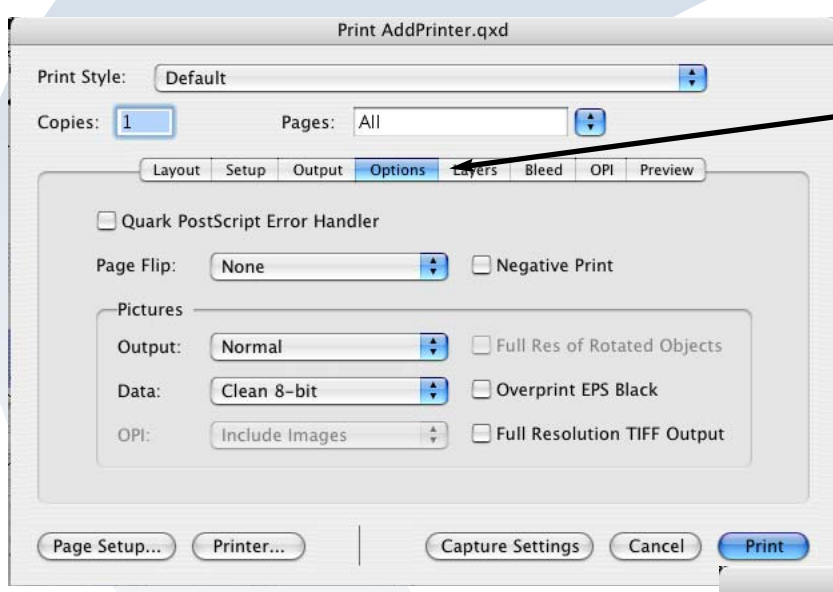 Print AddPrinter.qxd
Print Style: Default
Copies: 1 Pages: All
Layout Setup Output Options Layers Bleed OPI Preview
Quark PostScript Error Handler
Page Flip: None Negative Print
Pictures
Output: Normal Full Res of Rotated Objects
Data: Clean 8-bit Overprint EPS Black
OPI: Include Images Full Resolution TIFF Output
Page Setup... Printer... Capture Settings Cancel Print